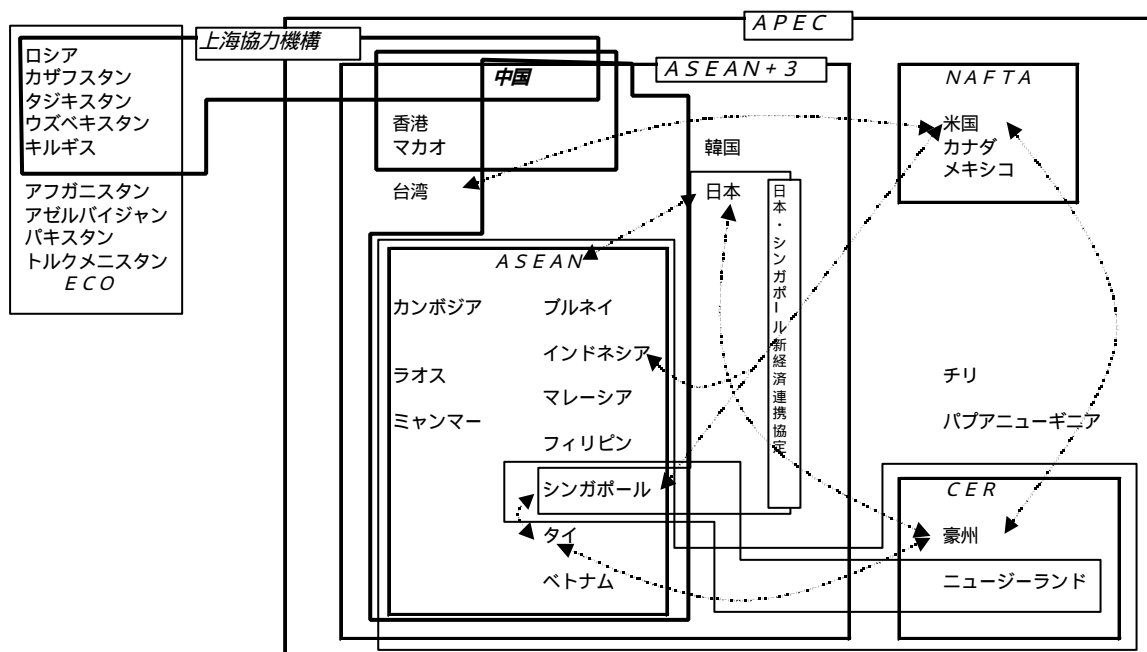 APEC
上海協力機構
ロシア
カザフスタン
タジキスタン
ウズベキスタン
キルギス
アフガニスタン
アゼルバイジャン
パキスタン
トルクメニスタン
ECO
ASEAN+3
中国
香港
マカオ
台湾
韓国
日本
日本・シンガポール新経済連携協定
NAFTA
米国
カナダ
メキシコ
ASEAN
カンボジア
ラオス
ミャンマー
ブルネイ
インドネシア
マレーシア
フィリピン
シンガポール
タイ
ベトナム
チリ
パプアニューギニア
CER
豪州
ニュージーランド